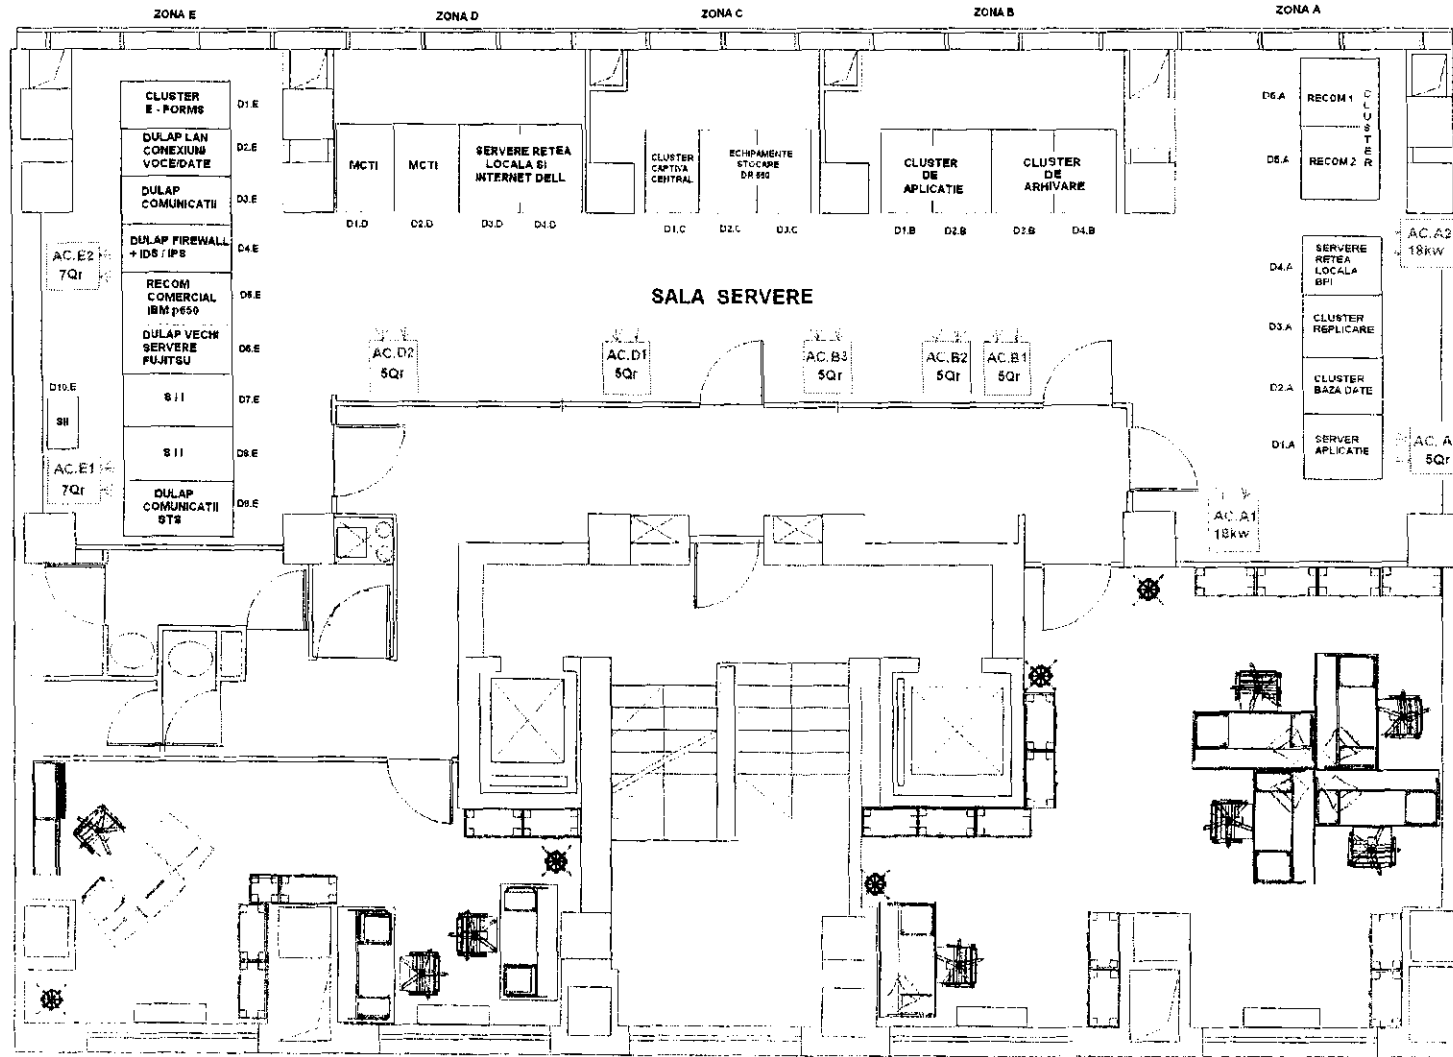 ZONA E
ZONA D
ZONA C
ZONA B
ZONA A
CLUSTER
E - FORMS
D1.E
DULAP LAN
CONEXIUNI
VOCE/DATE
D2.E
DULAP
COMUNICATII
D3.E
DULAP FIREWALL
+ IDS / IPS
D4.E
RECOM
COMERCIAL
IBM p650
D5.E
DULAP VECHI
SERVERE
FUJITSU
D6.E
S I I
D7.E
S I I
D8.E
DULAP
COMUNICATII
STS
D9.E
D10.E
SII
AC.E2
7Qr
AC.E1
7Qr
MCTI
MCTI
SERVERE RETEA
LOCALA SI
INTERNET DELL
D1.D
D2.D
D3.D
D4.D
CLUSTER
CAPTIVA
CENTRAL
ECHIPAMENTE
STOCARE
D1.C
D2.C
D3.C
CLUSTER
DE
APLICATIE
CLUSTER
DE
ARHIVARE
D1.B
D2.B
D3.B
D4.B
SALA SERVERE
AC.D2
5Qr
AC.D1
5Qr
AC.B3
5Qr
AC.B2
5Qr
AC.B1
5Qr
RECOM 1
RECOM 2
CLUSTER
AC.A2
18kw
D4.A
SERVERE
RETEA
LOCALA
BPI
D3.A
CLUSTER
REPLICARE
D2.A
CLUSTER
BAZA DATE
D1.A
SERVER
APLICATIE
AC.A
5Qr
AC.A1
18kw